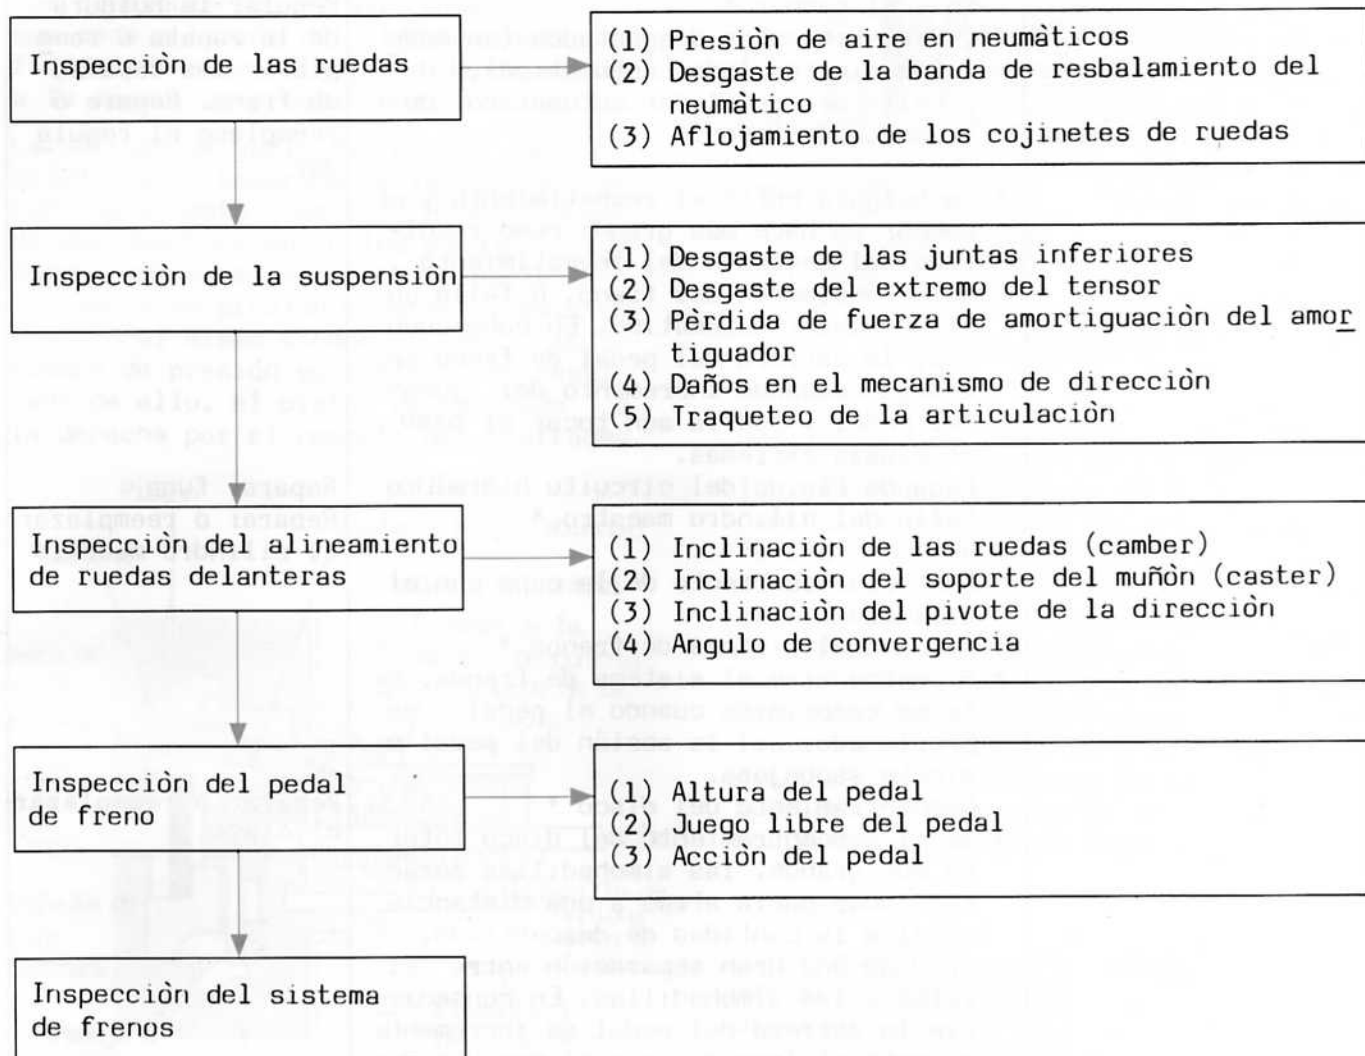 Inspecciòn de las ruedas
(1) Presiòn de aire en neumàticos
(2) Desgaste de la banda de resbalamiento del
neumàtico
(3) Aflojamiento de los cojinetes de ruedas
Inspecciòn de la suspensiòn
(1) Desgaste de las juntas inferiores
(2) Desgaste del extremo del tensor
(3) Pèrdida de fuerza de amortiguaciòn del amor
tiguador
(4) Daños en el mecanismo de direcciòn
(5) Traqueteo de la articulaciòn
Inspecciòn del alineamiento
de ruedas delanteras
(1) Inclinaciòn de las ruedas (camber)
(2) Inclinaciòn del soporte del muñòn (caster)
(3) Inclinaciòn del pivote de la direcciòn
(4) Angulo de convergencia
Inspecciòn del pedal
de freno
(1) Altura del pedal
(2) Juego libre del pedal
(3) Acciòn del pedal
Inspecciòn del sistema
de frenos